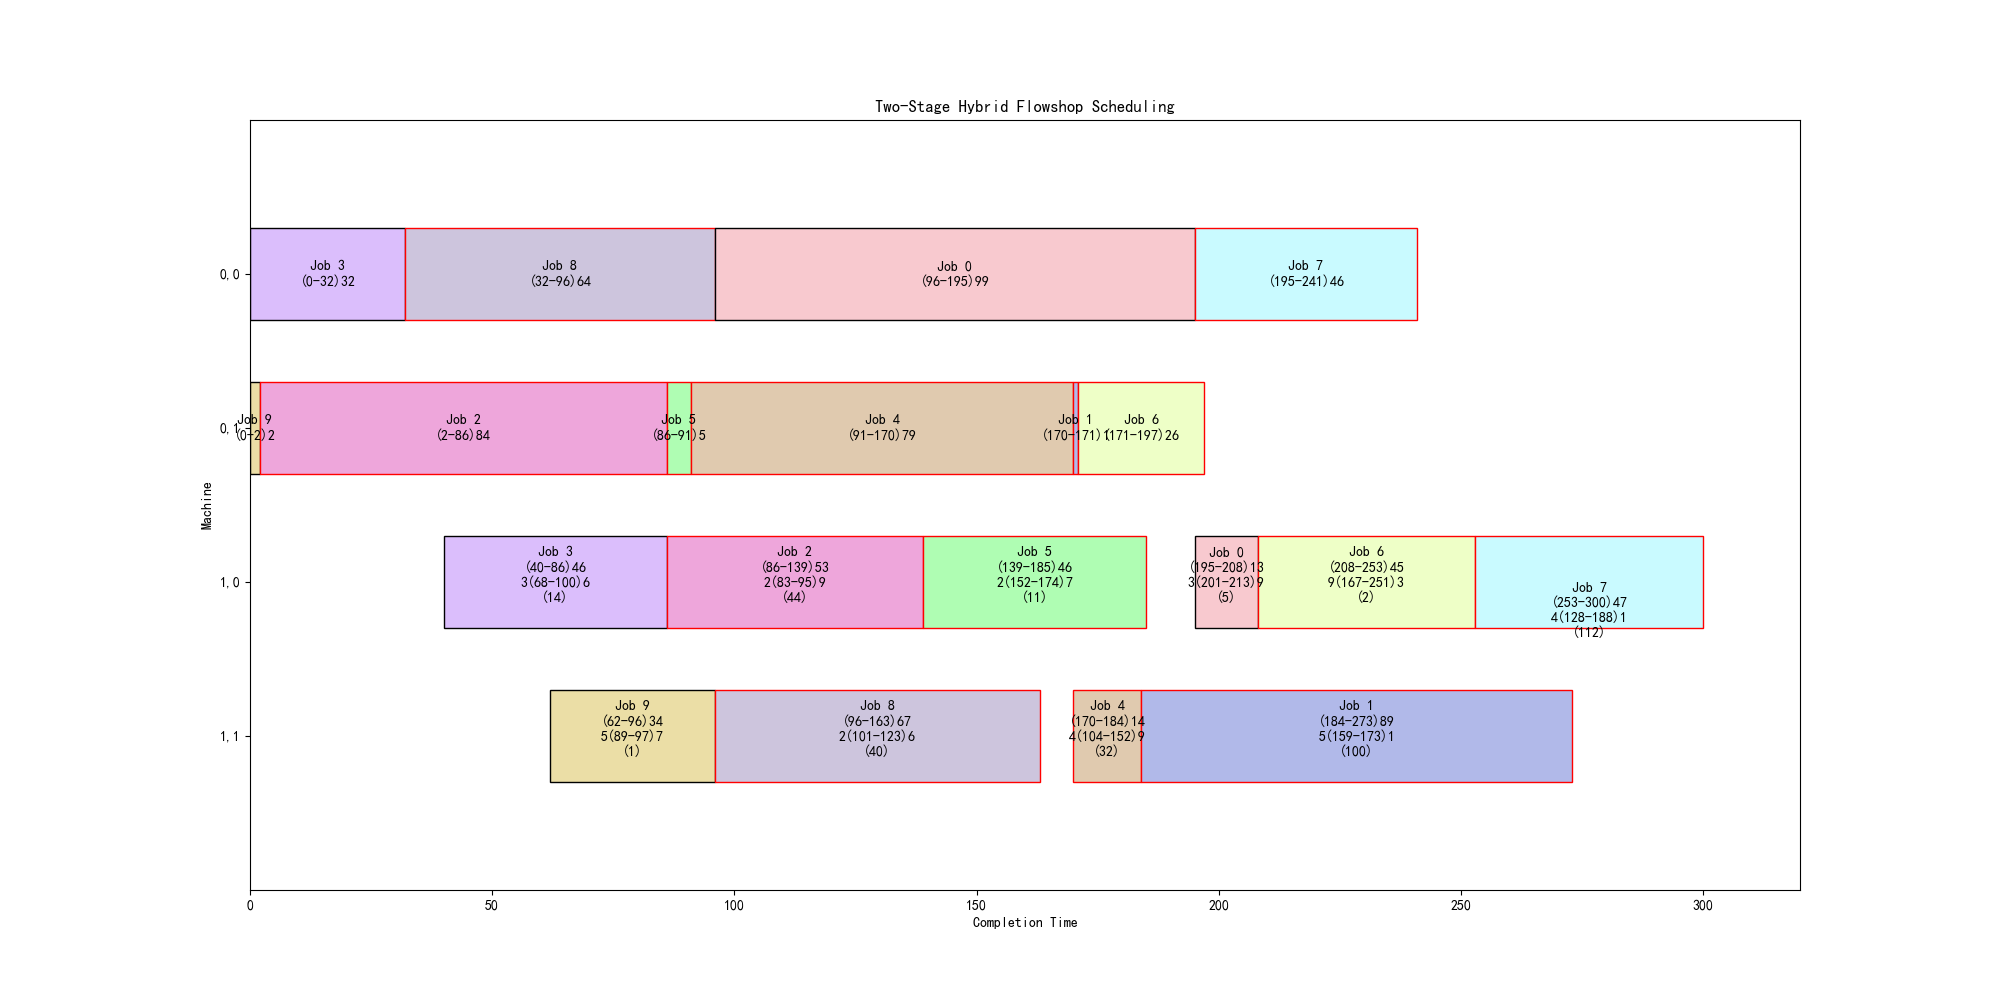 Two-Stage Hybrid Flowshop Scheduling
0,0
Job 3
(0-32)32
Job 8
(32-96)64
Job 0
(96-195)99
Job 7
(195-241)46
0,1
Job 9
(0-2)2
Job 2
(2-86)84
Job 5
(86-91)5
Job 4
(91-170)79
Job 1
(170-171)1
Job 6
(171-197)26
Machine
1,0
Job 3
(40-86)46
3(68-100)6
(14)
Job 2
(86-139)53
2(83-95)9
(44)
Job 5
(139-185)46
2(152-174)7
(11)
Job 0
(195-208)13
3(201-213)9
(5)
Job 6
(208-253)45
9(167-251)3
(2)
Job 7
(253-300)47
4(128-188)1
(112)
1,1
Job 9
(62-96)34
5(89-97)7
(1)
Job 8
(96-163)67
2(101-123)6
(40)
Job 4
(170-184)14
4(104-152)9
(32)
Job 1
(184-273)89
5(159-173)1
(100)
0 50 100 150 200 250 300
Completion Time